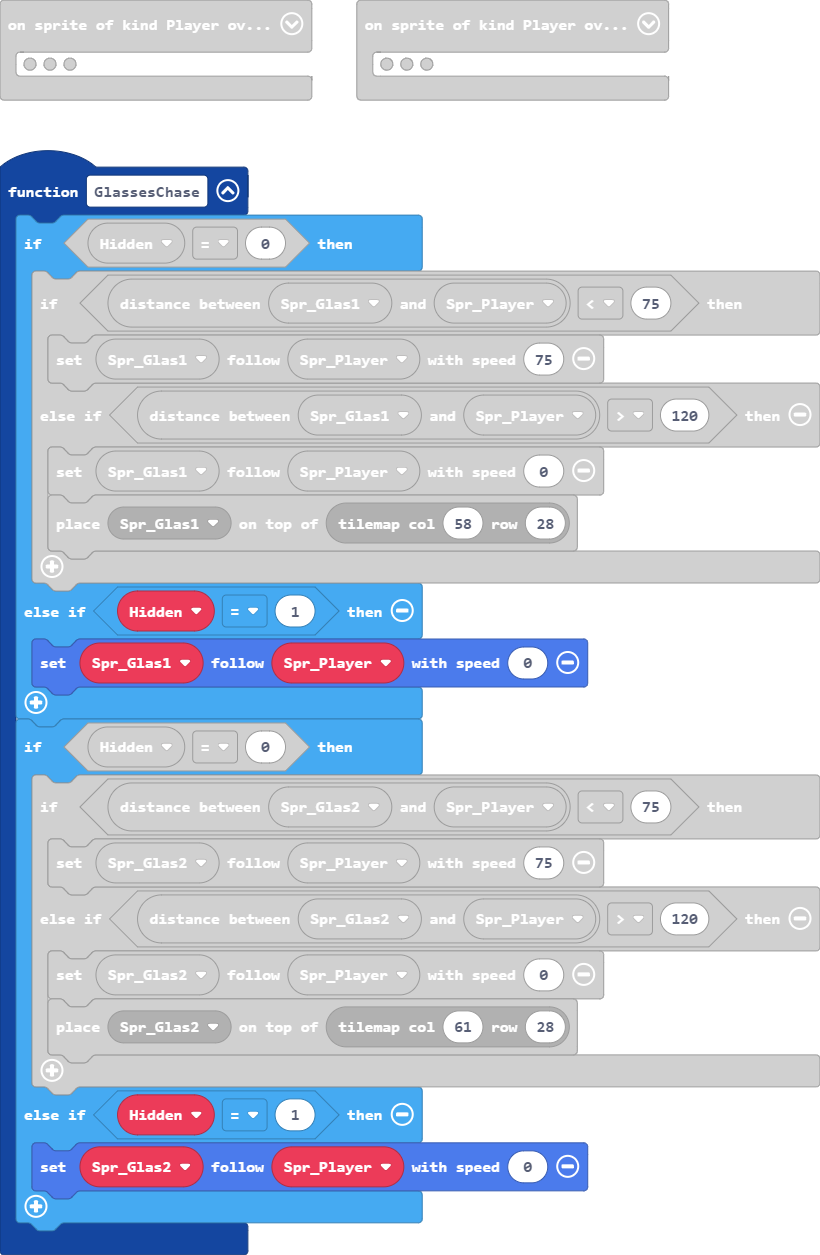 on sprite of kind Player ov... on sprite of kind Player ov...
function GlassesChase
if Hidden = 0 then
if distance between Spr_Glas1 and Spr_Player < 75 then
set Spr_Glas1 follow Spr_Player with speed 75
else if distance between Spr_Glas1 and Spr_Player > 120 then
set Spr_Glas1 follow Spr_Player with speed 0
place Spr_Glas1 on top of tilemap col 58 row 28
else if Hidden = 1 then
set Spr_Glas1 follow Spr_Player with speed 0
if Hidden = 0 then
if distance between Spr_Glas2 and Spr_Player < 75 then
set Spr_Glas2 follow Spr_Player with speed 75
else if distance between Spr_Glas2 and Spr_Player > 120 then
set Spr_Glas2 follow Spr_Player with speed 0
place Spr_Glas2 on top of tilemap col 61 row 28
else if Hidden = 1 then
set Spr_Glas2 follow Spr_Player with speed 0